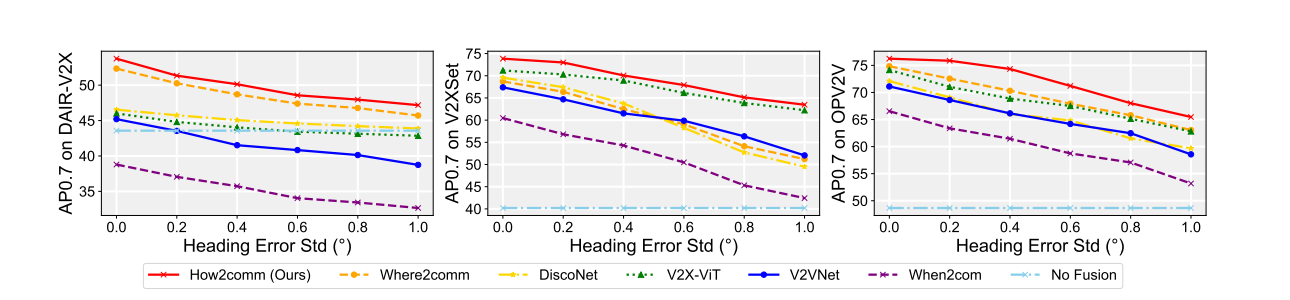 AP0.7 on DAIR-V2X
50
45
40
35
0.0 0.2 0.4 0.6 0.8 1.0
Heading Error Std (°)
AP0.7 on V2XSet
75
70
65
60
55
50
45
40
0.0 0.2 0.4 0.6 0.8 1.0
Heading Error Std (°)
AP0.7 on OPV2V
75
70
65
60
55
50
0.0 0.2 0.4 0.6 0.8 1.0
Heading Error Std (°)
How2comm (Ours) Where2comm DiscoNet V2X-ViT V2VNet When2com No Fusion